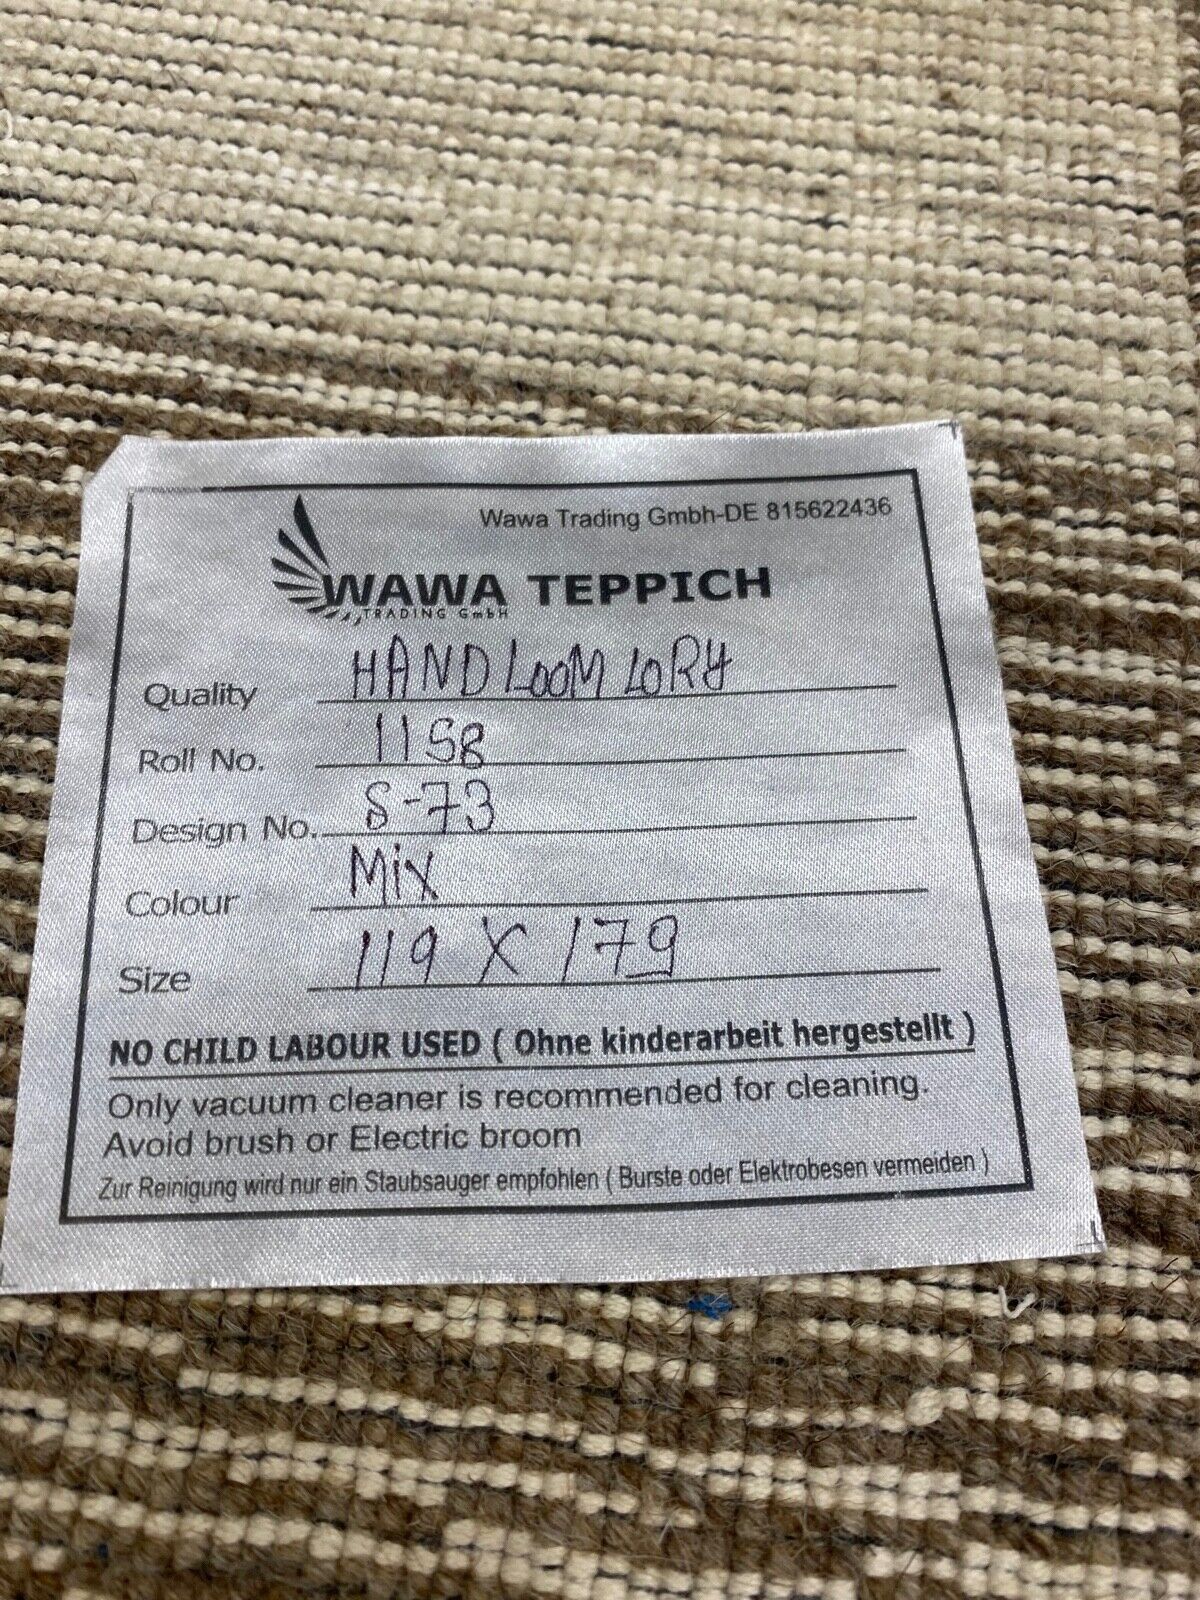 Wawa Trading Gmbh-DE 815622436
WAWA TEPPICH
TRADING GmbH
Quality HANDLOOM LORY
Roll No. 1158
Design No. S-73
Colour Mix
Size 119 X 179
NO CHILD LABOUR USED ( Ohne kinderarbeit hergestellt )
Only vacuum cleaner is recommended for cleaning.
Avoid brush or Electric broom
Zur Reinigung wird nur ein Staubsauger empfohlen ( Burste oder Elektrobesen vermeiden )